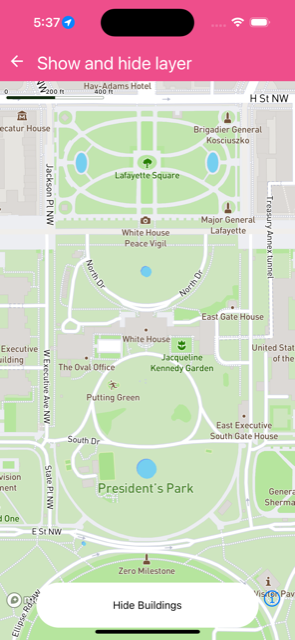 5:37
Show and hide layer
Hay-Adams Hotel
0
200 ft
400 ft
H St NW
ecatur House
Brigadier General
Kosciuszko
Lafayette Square
Jackson Pl NW
Major General
Lafayette
White House
Peace Vigil
Treasury Annex tunnel
North Dr
North Dr
East Gate House
White House
Executive
uilding
Jacqueline
Kennedy Garden
United Stat
of the
The Oval Office
W Executive Ave NW
Putting Green
East Executive
South Gate House
South Dr
State Pl NW
vision
ment
President's Park
Genera
Sherma
d One
E St NW
Zero Milestone
Visitor Pav
Ellipse Rd NW
Hide Buildings